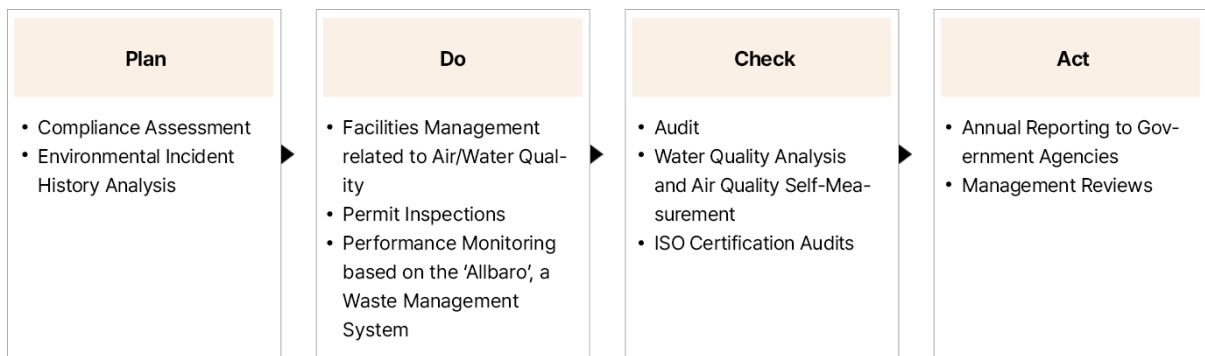 Plan
• Compliance Assessment
• Environmental Incident
History Analysis
Do
• Facilities Management
related to Air/Water Qual-
ity
• Permit Inspections
• Performance Monitoring
based on the ‘Allbaro’, a
Waste Management
System
Check
• Audit
• Water Quality Analysis
and Air Quality Self-Mea-
surement
• ISO Certification Audits
Act
• Annual Reporting to Gov-
ernment Agencies
• Management Reviews